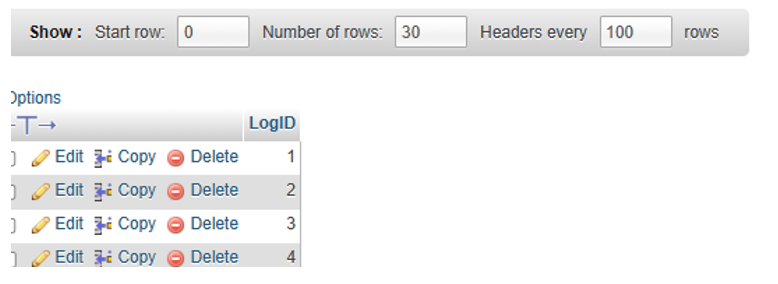 Show : Start row: 0 Number of rows: 30 Headers every 100 rows
Options
LogID
Edit Copy Delete 1
Edit Copy Delete 2
Edit Copy Delete 3
Edit Copy Delete 4